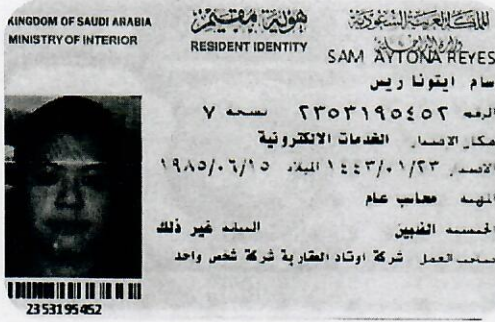 KINGDOM OF SAUDI ARABIA
MINISTRY OF INTERIOR
هوية مقيم
RESIDENT IDENTITY
المملكة العربية السعودية
وزارة الداخلية
SAM AYTONA REYES
سام ايتونا ريس
الرقم ٢٣٥٣١٩٥٤٥٢ نسخة ٧
مكان الاصدار الخدمات الالكترونية
الاصدار ١٤٤٣/٠١/٢٣ الميلاد ١٩٨٥/٠٦/١٥
المهنة محاسب عام
الجنسية الفلبين الديانة غير ذلك
صاحب العمل شركة اوتاد العقارية شركة شخص واحد
2353195452